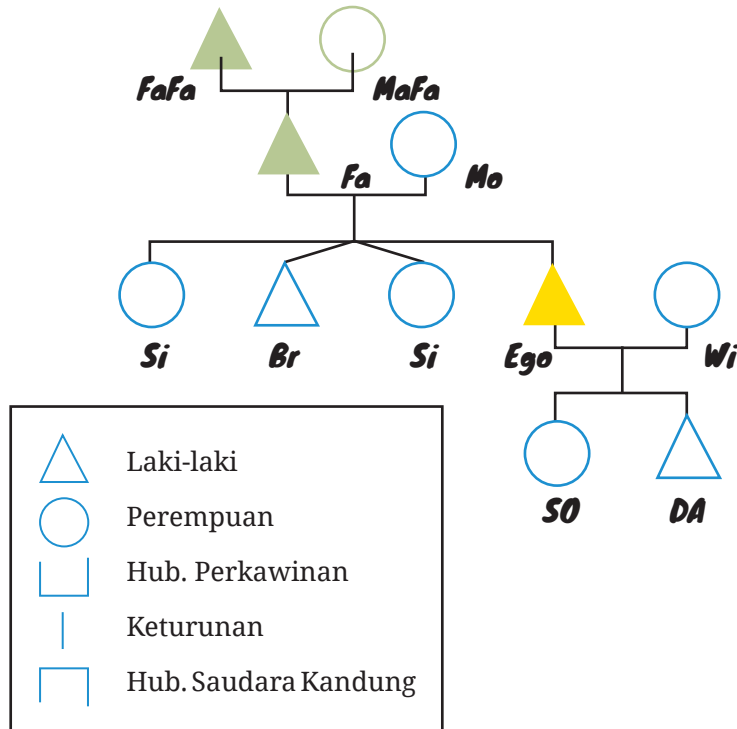 FaFa MaFa
Fa Mo
Si Br Si Ego Wi
SO DA
Laki-laki
Perempuan
Hub. Perkawinan
Keturunan
Hub. Saudara Kandung